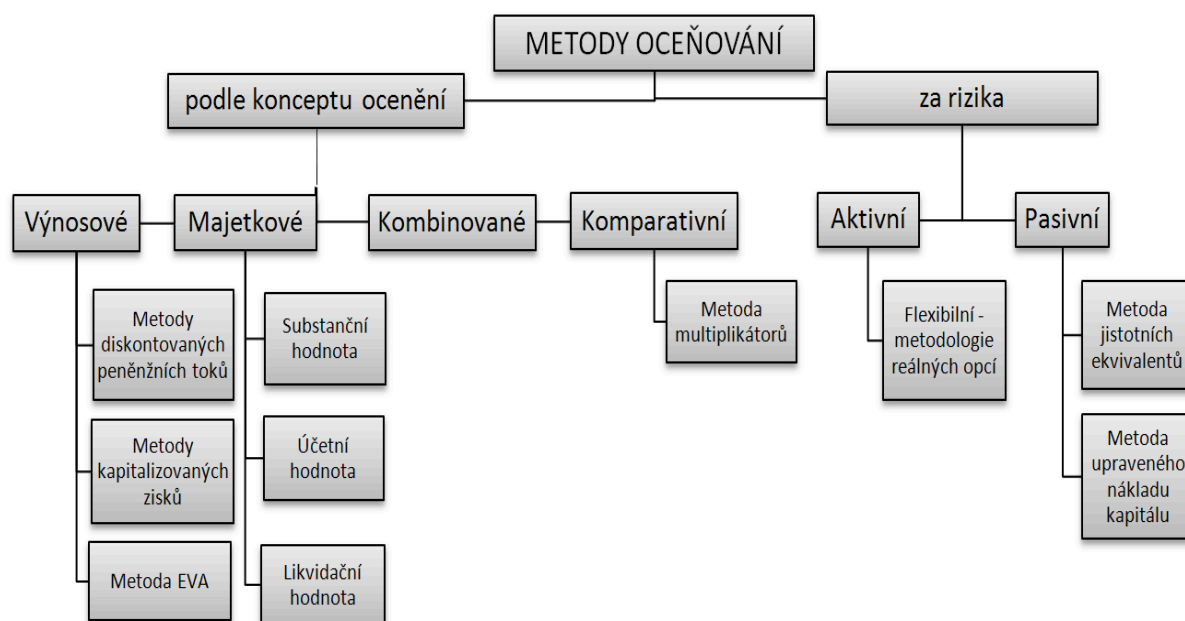 METODY OCEŇOVÁNÍ
podle konceptu ocenění
za rizika
Výnosové
Majetkové
Kombinované
Komparativní
Aktivní
Pasivní
Metody
diskontovaných
peněnžních toků
Substanční
hodnota
Metoda
multiplikátorů
Flexibilní -
metodologie
reálných opcí
Metoda
jistotních
ekvivalentů
Metody
kapitalizovaných
zisků
Účetní
hodnota
Metoda
upraveného
nákladu
kapitálu
Metoda EVA
Likvidační
hodnota